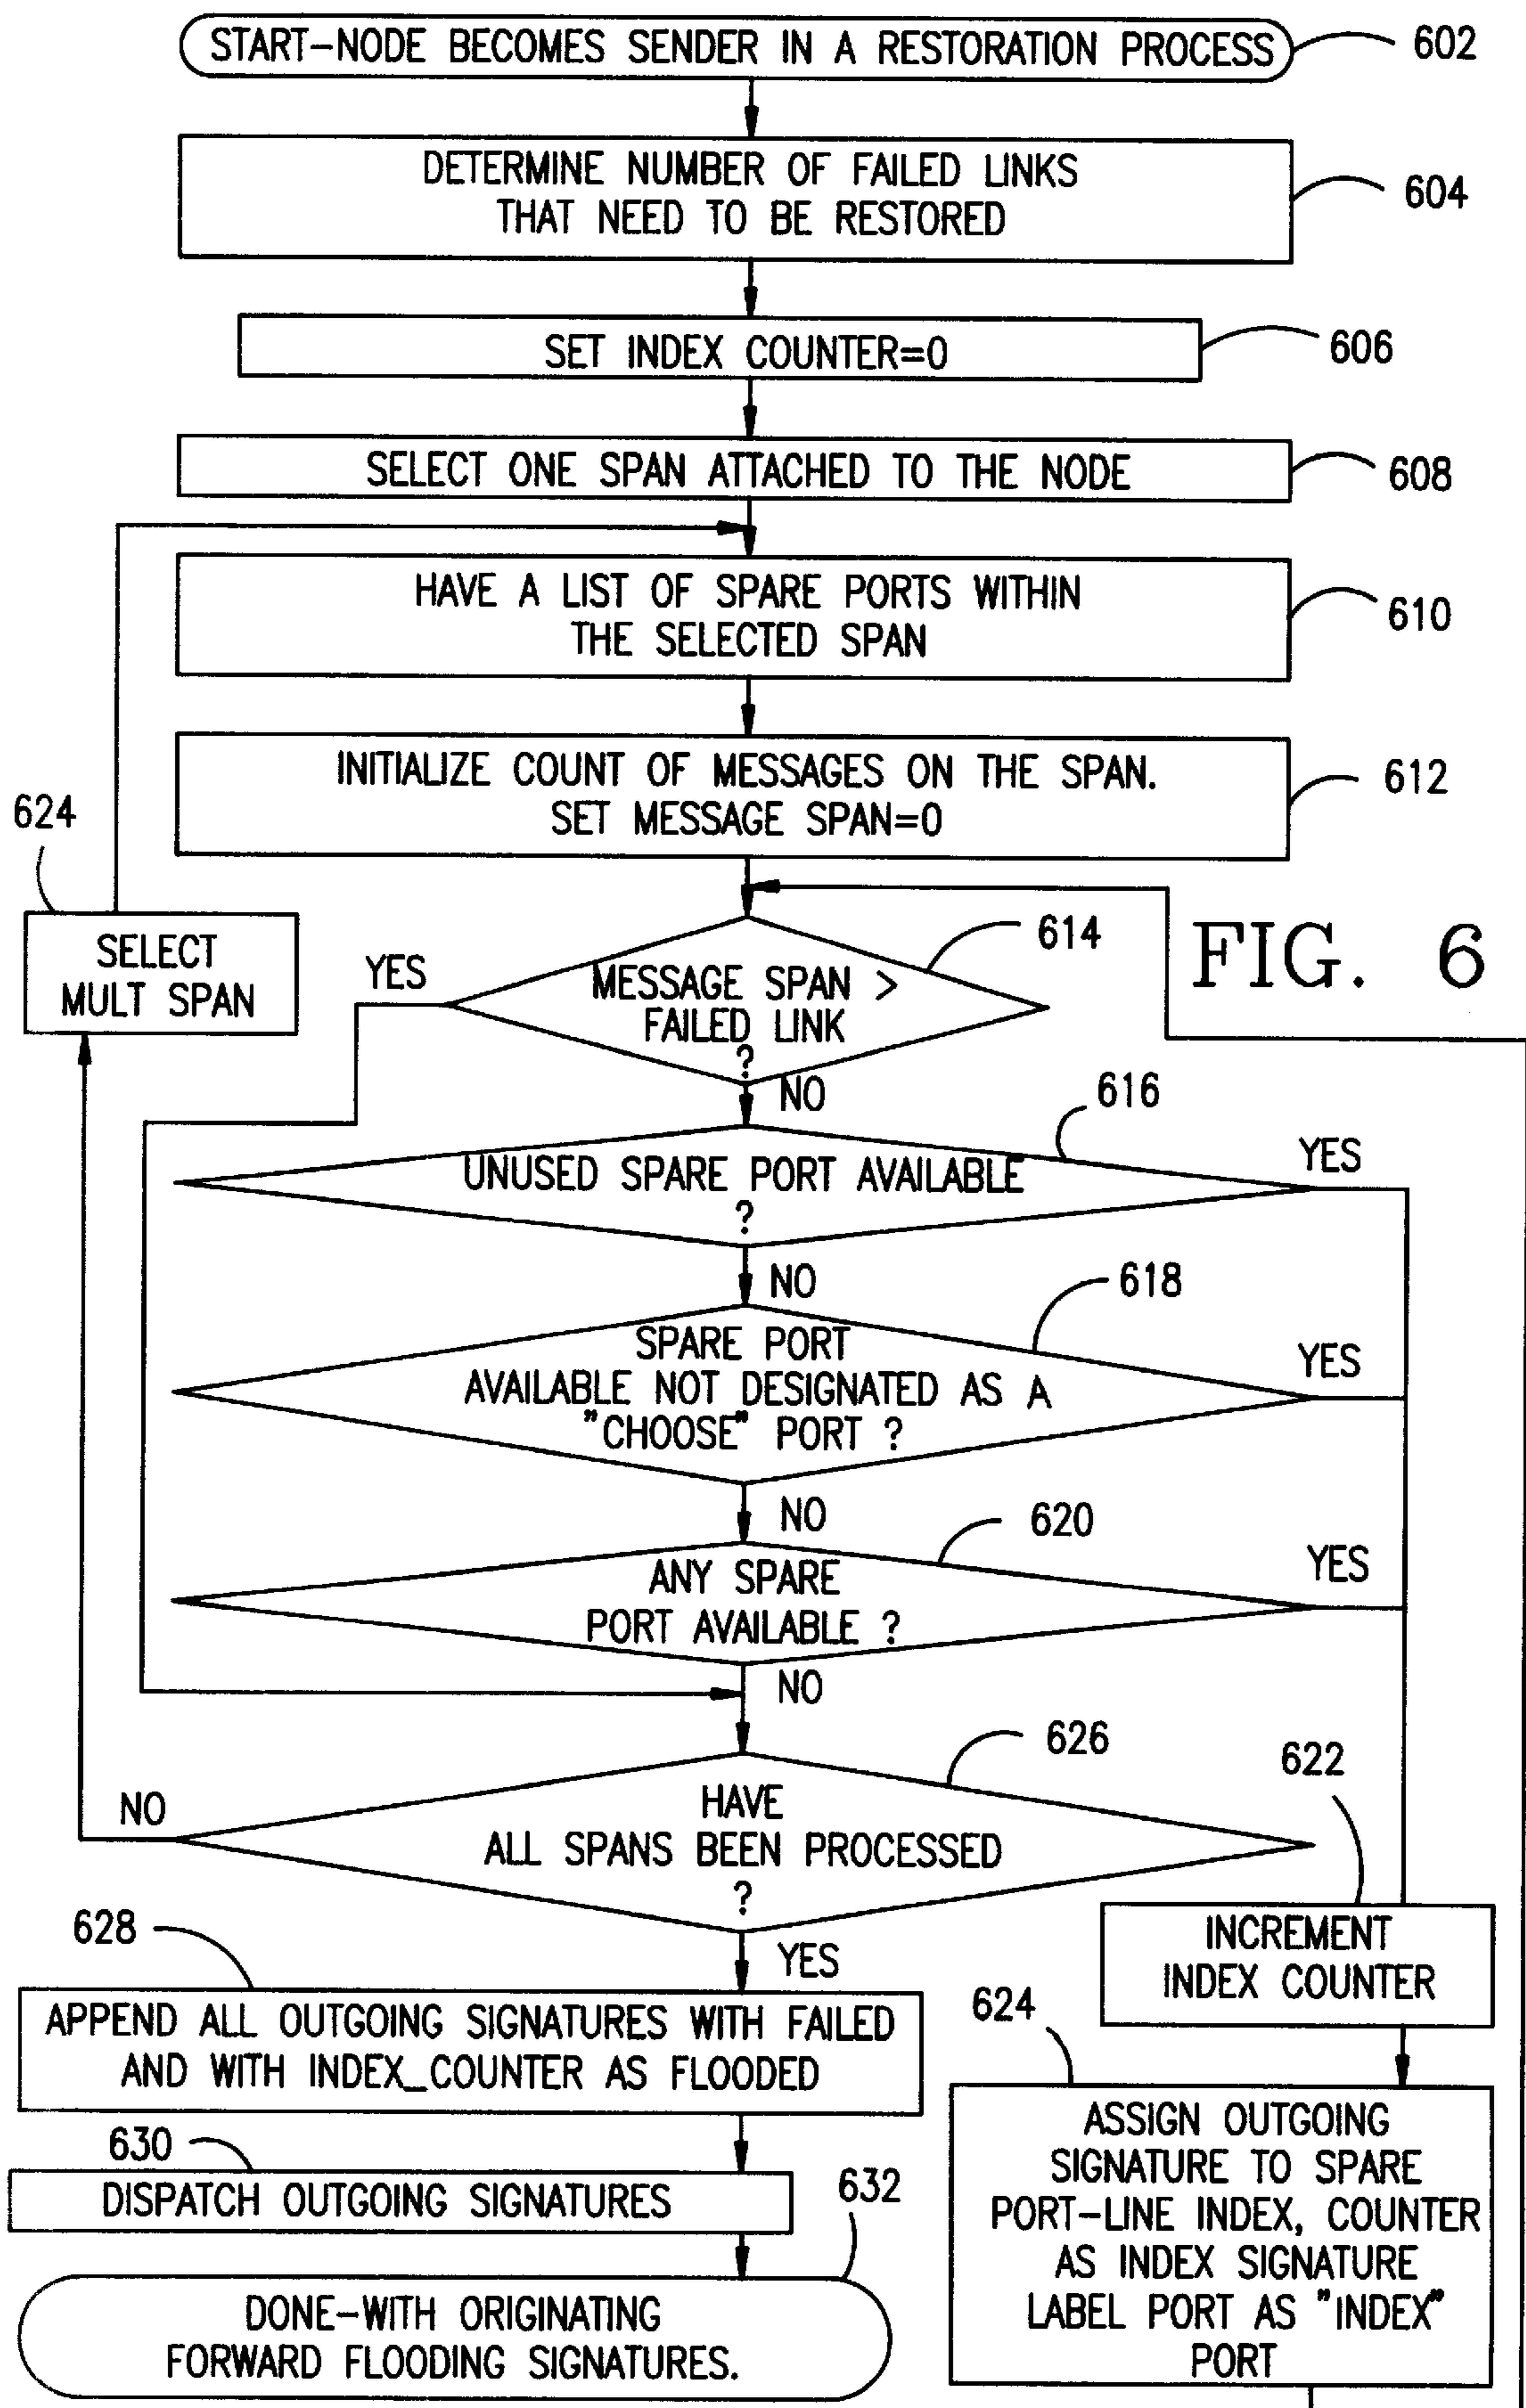 START-NODE BECOMES SENDER IN A RESTORATION PROCESS
602
DETERMINE NUMBER OF FAILED LINKS
THAT NEED TO BE RESTORED
604
SET INDEX COUNTER=0
606
SELECT ONE SPAN ATTACHED TO THE NODE
608
HAVE A LIST OF SPARE PORTS WITHIN
THE SELECTED SPAN
610
INITIALIZE COUNT OF MESSAGES ON THE SPAN.
SET MESSAGE SPAN=0
612
624
SELECT
MULT SPAN
YES
MESSAGE SPAN >
FAILED LINK
?
614
FIG. 6
NO
616
UNUSED SPARE PORT AVAILABLE
?
YES
NO
618
SPARE PORT
AVAILABLE NOT DESIGNATED AS A
"CHOOSE" PORT ?
YES
NO
620
ANY SPARE
PORT AVAILABLE ?
YES
NO
626
HAVE
ALL SPANS BEEN PROCESSED
?
NO
622
INCREMENT
INDEX COUNTER
628
YES
APPEND ALL OUTGOING SIGNATURES WITH FAILED
AND WITH INDEX_COUNTER AS FLOODED
624
ASSIGN OUTGOING
SIGNATURE TO SPARE
PORT-LINE INDEX, COUNTER
AS INDEX SIGNATURE
LABEL PORT AS "INDEX"
PORT
630
DISPATCH OUTGOING SIGNATURES
632
DONE-WITH ORIGINATING
FORWARD FLOODING SIGNATURES.